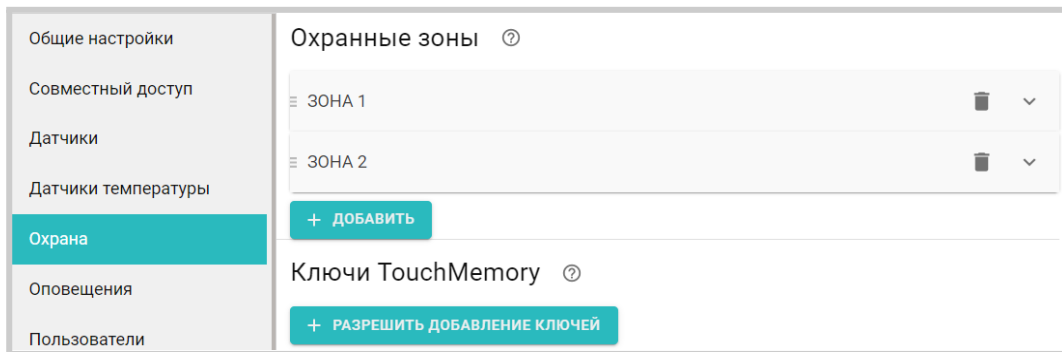 Общие настройки
Совместный доступ
Датчики
Датчики температуры
Охрана
Оповещения
Пользователи
Охранные зоны
ЗОНА 1
ЗОНА 2
+ ДОБАВИТЬ
Ключи TouchMemory
+ РАЗРЕШИТЬ ДОБАВЛЕНИЕ КЛЮЧЕЙ